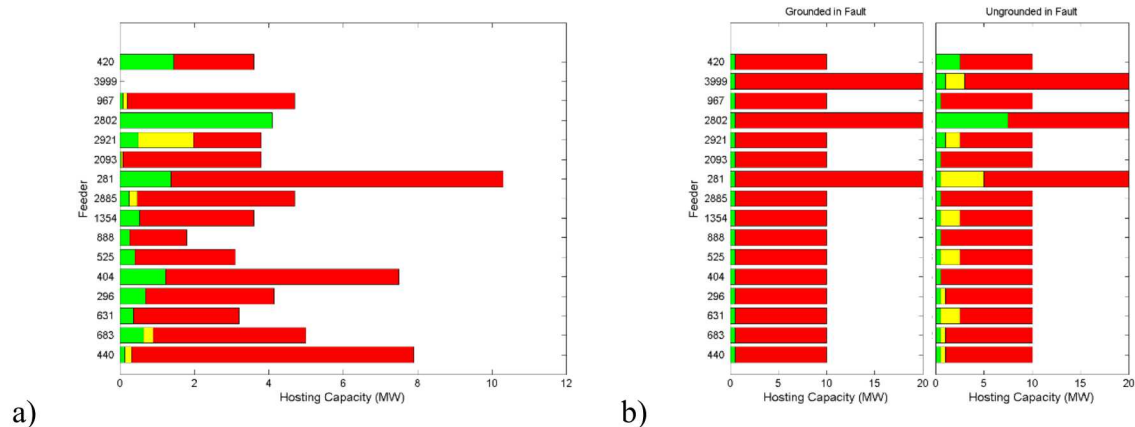 420
3999
967
2802
2921
2093
281
2885
1354
888
525
404
296
631
683
440
Feeder
0 2 4 6 8 10 12
Hosting Capacity (MW)
a)
Grounded in Fault
420
3999
967
2802
2921
2093
281
2885
1354
888
525
404
296
631
683
440
Feeder
0 5 10 15 20
Hosting Capacity (MW)
Ungrounded in Fault
0 5 10 15 20
Hosting Capacity (MW)
b)